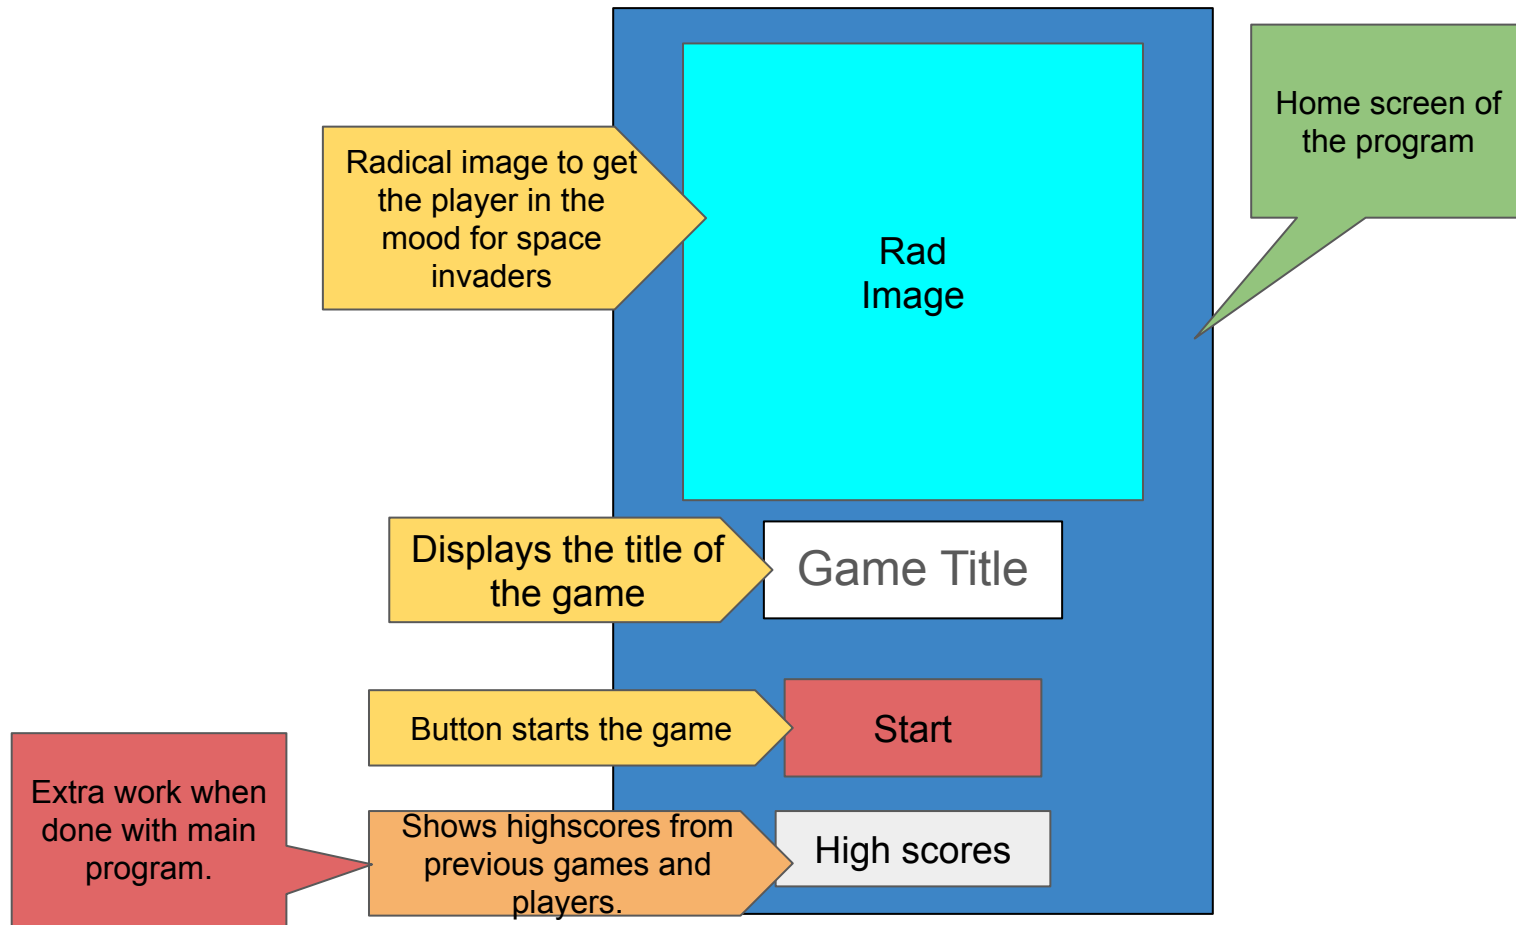 Home screen of
the program
Radical image to get
the player in the
mood for space
invaders
Rad
Image
Displays the title of
the game
Game Title
Button starts the game
Start
Extra work when
done with main
program.
Shows highscores from
previous games and
players.
High scores